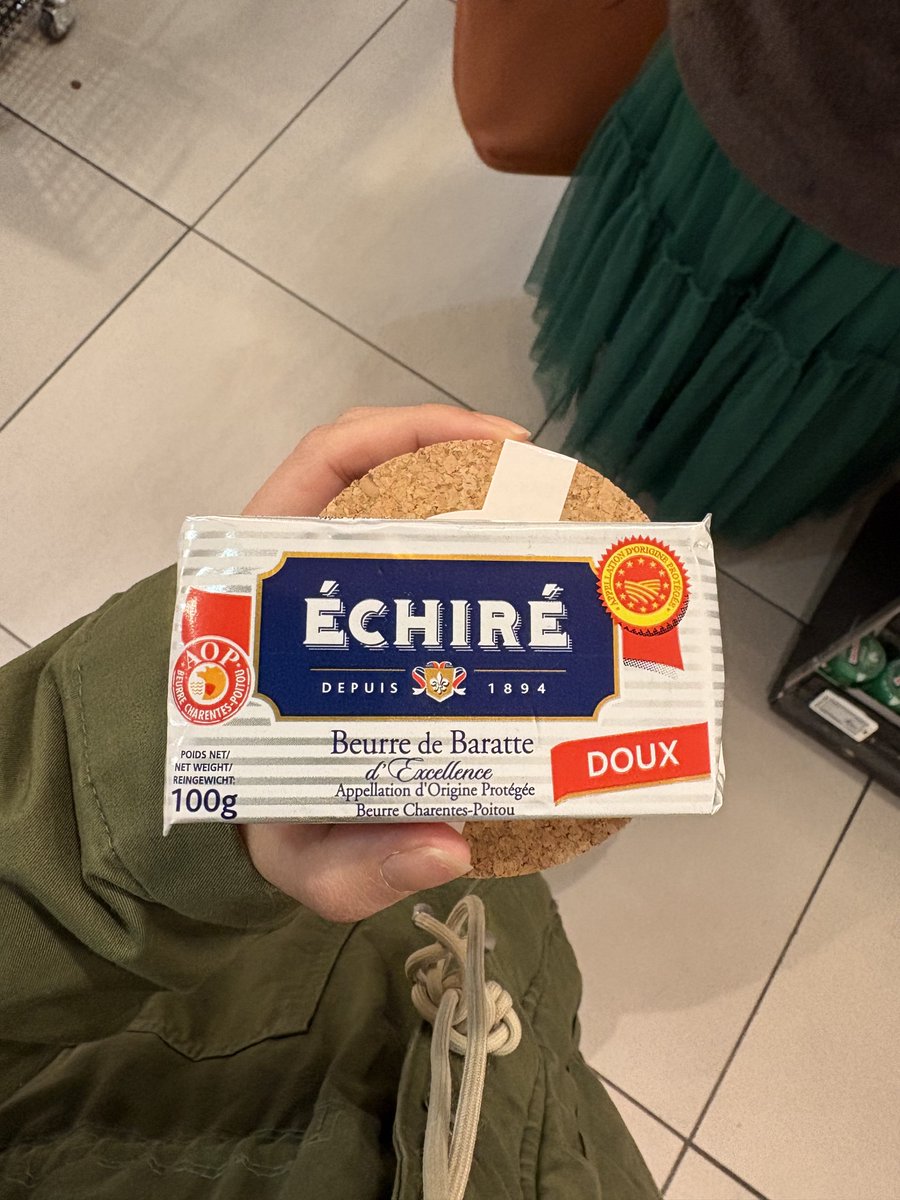 ÉCHIRÉ
DEPUIS 1894
APPELLATION D'ORIGINE PROTÉGÉE
AOP
BEURRE CHARENTES-POITOU
POIDS NET/
NET WEIGHT/
REINGEWICHT:
100g
Beurre de Baratte
d'Excellence
Appellation d'Origine Protégée
Beurre Charentes-Poitou
DOUX